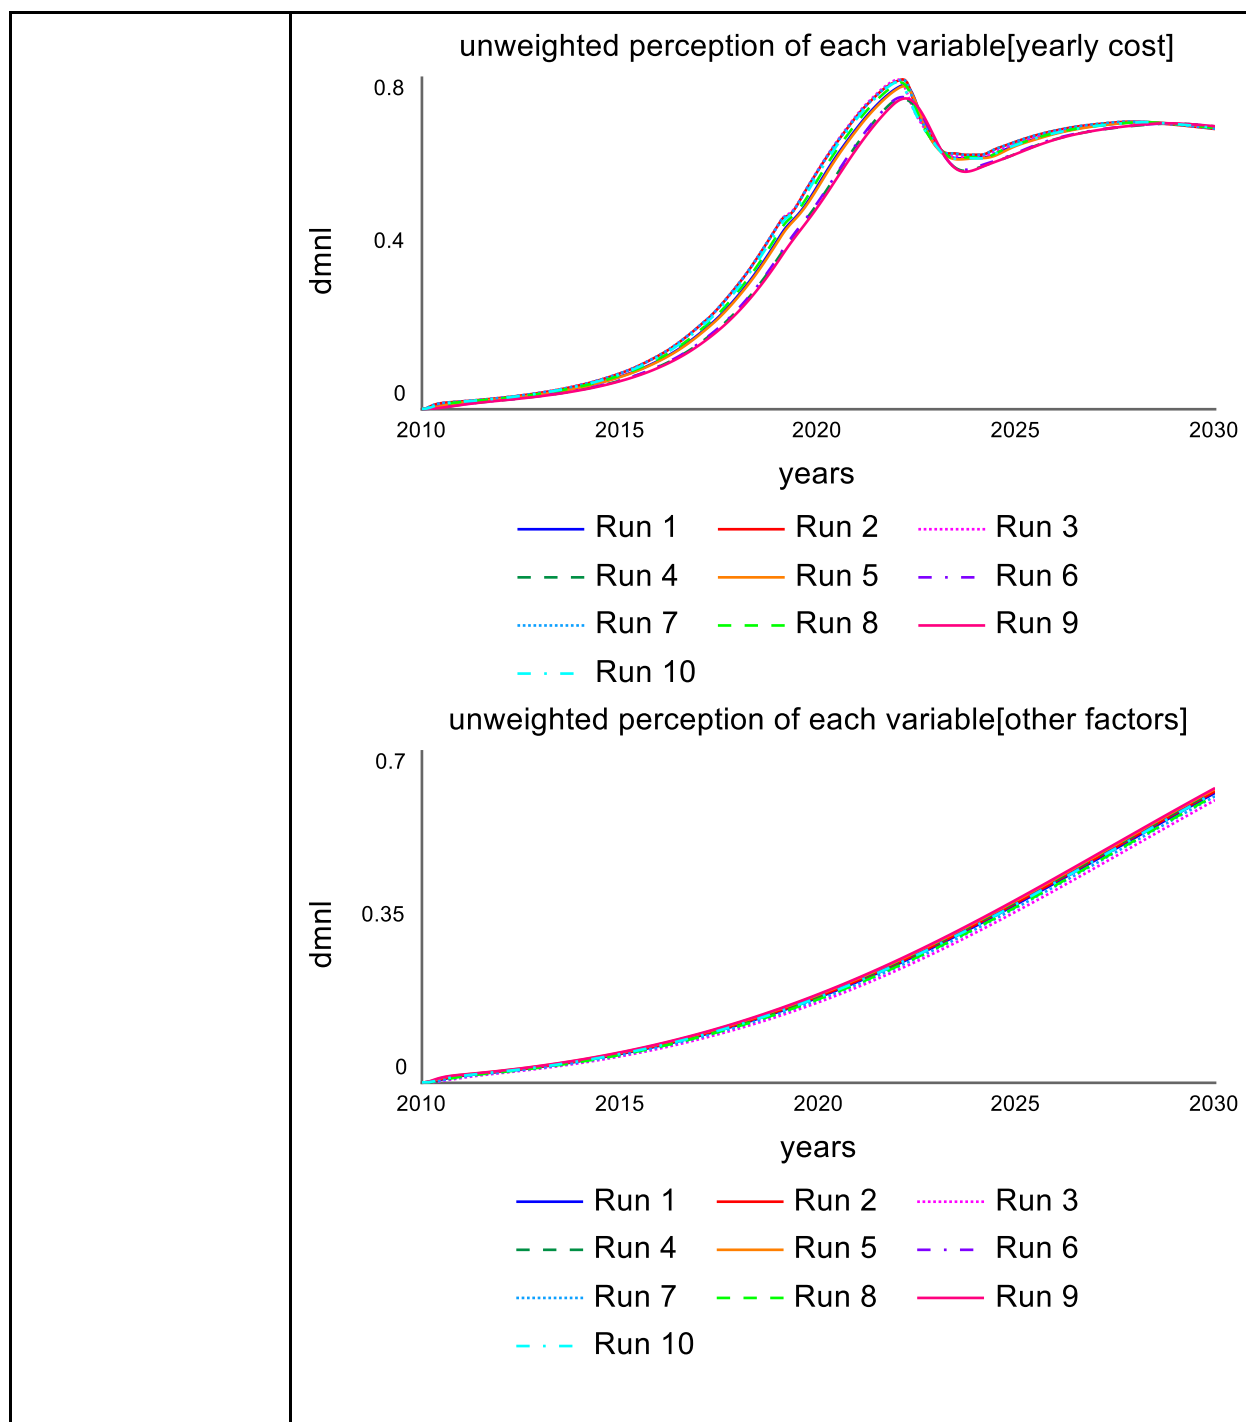 unweighted perception of each variable[yearly cost]
0.8
0.4
0
dmnl
2010 2015 2020 2025 2030
years
Run 1 Run 2 Run 3
Run 4 Run 5 Run 6
Run 7 Run 8 Run 9
Run 10
unweighted perception of each variable[other factors]
0.7
0.35
0
dmnl
2010 2015 2020 2025 2030
years
Run 1 Run 2 Run 3
Run 4 Run 5 Run 6
Run 7 Run 8 Run 9
Run 10